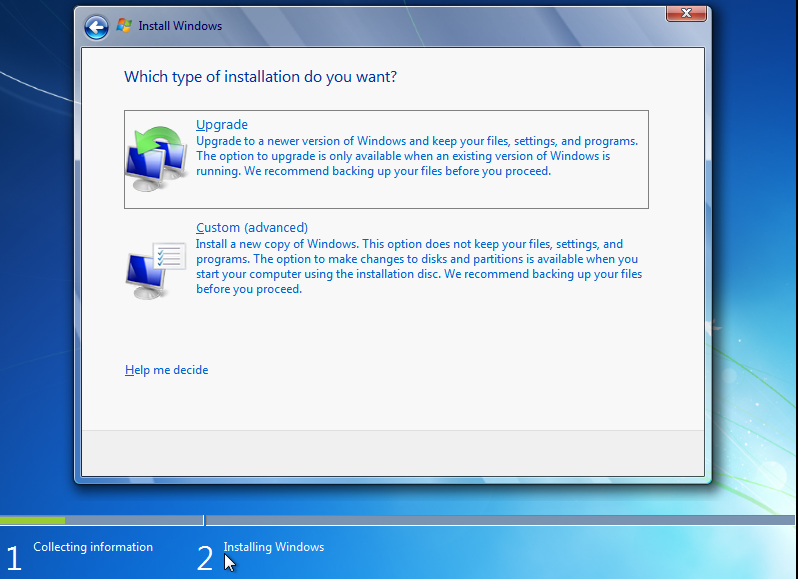 Install Windows
Which type of installation do you want?
Upgrade
Upgrade to a newer version of Windows and keep your files, settings, and programs.
The option to upgrade is only available when an existing version of Windows is
running. We recommend backing up your files before you proceed.
Custom (advanced)
Install a new copy of Windows. This option does not keep your files, settings, and
programs. The option to make changes to disks and partitions is available when you
start your computer using the installation disc. We recommend backing up your files
before you proceed.
Help me decide
1 Collecting information 2 Installing Windows